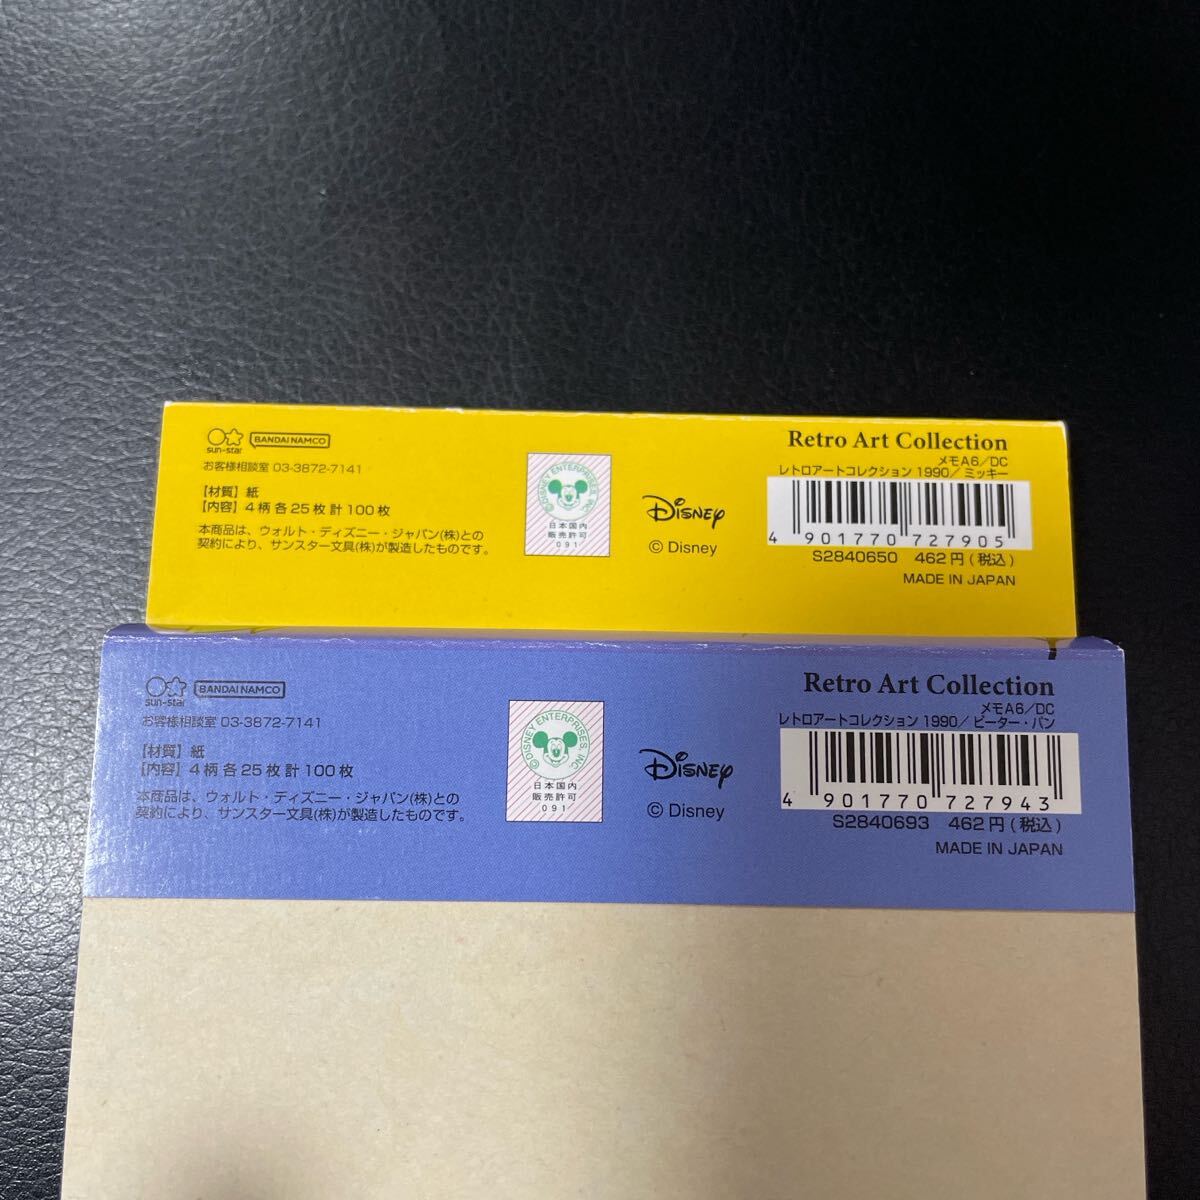 sun-star BANDAI NAMCO
お客様相談室 03-3872-7141
【材質】紙
【内容】4柄 各25枚 計100枚
本商品は、ウォルト・ディズニー・ジャパン(株)との
契約により、サンスター文具(株)が製造したものです。
©DISNEY ENTERPRISES, INC.
日本国内
販売許可
091
Disney
© Disney
Retro Art Collection
メモA6/DC
レトロアートコレクション 1990/ミッキー
4 901770 727905
S2840650 462円(税込)
MADE IN JAPAN
sun-star BANDAI NAMCO
お客様相談室 03-3872-7141
【材質】紙
【内容】4柄 各25枚 計100枚
本商品は、ウォルト・ディズニー・ジャパン(株)との
契約により、サンスター文具(株)が製造したものです。
©DISNEY ENTERPRISES, INC.
日本国内
販売許可
091
Disney
© Disney
Retro Art Collection
メモA6/DC
レトロアートコレクション 1990/ピーター・パン
4 901770 727943
S2840693 462円(税込)
MADE IN JAPAN